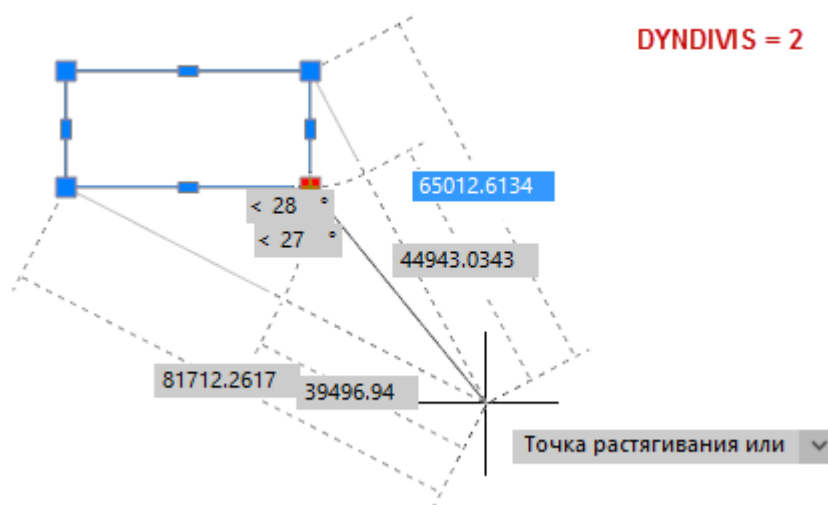 DYNDIVIS = 2
65012.6134
< 28 °
< 27 °
44943.0343
81712.2617
39496.94
Точка растягивания или